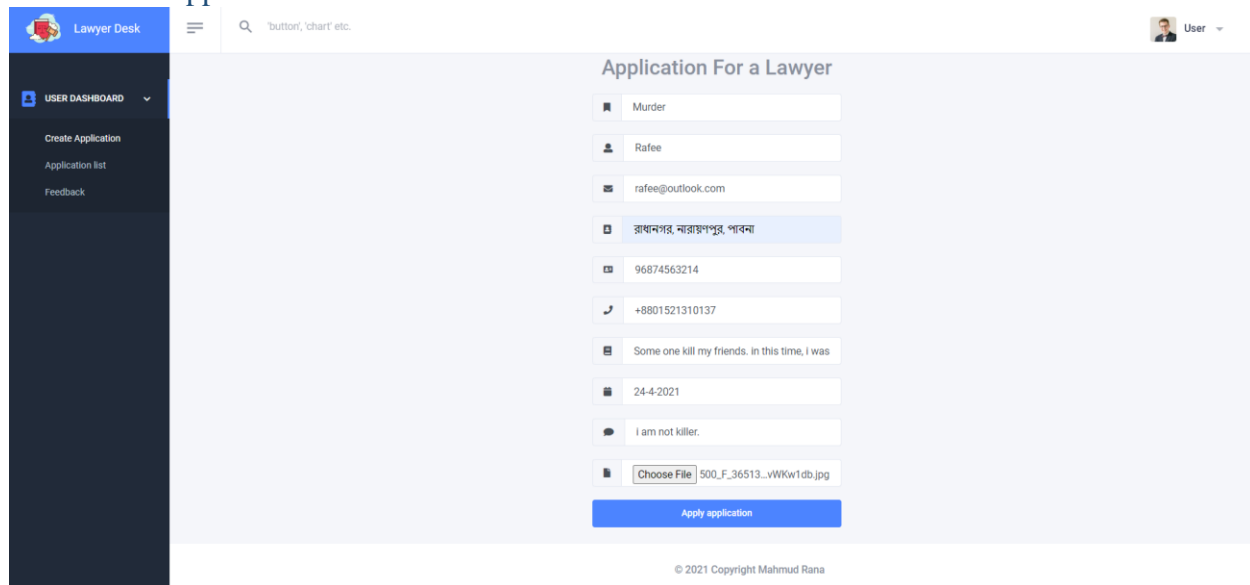 Lawyer Desk
'button', 'chart' etc.
User
USER DASHBOARD
Create Application
Application list
Feedback
Application For a Lawyer
Murder
Rafee
rafee@outlook.com
রাধানগর, নারায়ণপুর, পাবনা
96874563214
+8801521310137
Some one kill my friends. in this time, i was
24-4-2021
i am not killer.
Choose File 500_F_36513...vWKw1db.jpg
Apply application
© 2021 Copyright Mahmud Rana